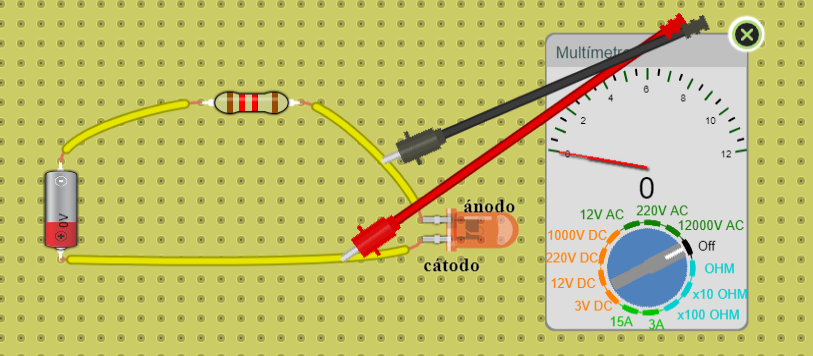 Multímetro
0
2
4
6
8
10
12
0
220V AC
12V AC
12000V AC
1000V DC
Off
220V DC
OHM
12V DC
x10 OHM
3V DC
x100 OHM
15A
3A
ánodo
cátodo
0V